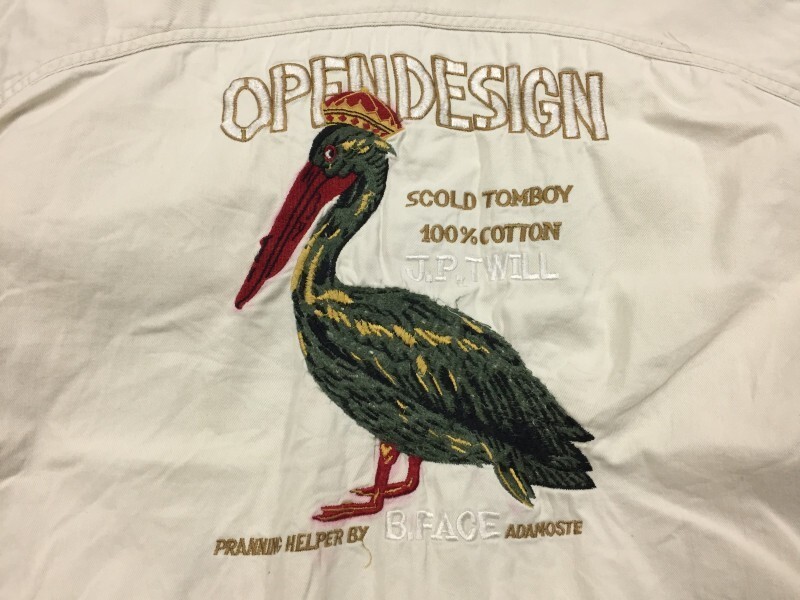 OPENDESIGN
SCOLD TOMBOY
100% COTTON
J.P. TWILL
PRANNING HELPER BY B.FACE ADANOSTE